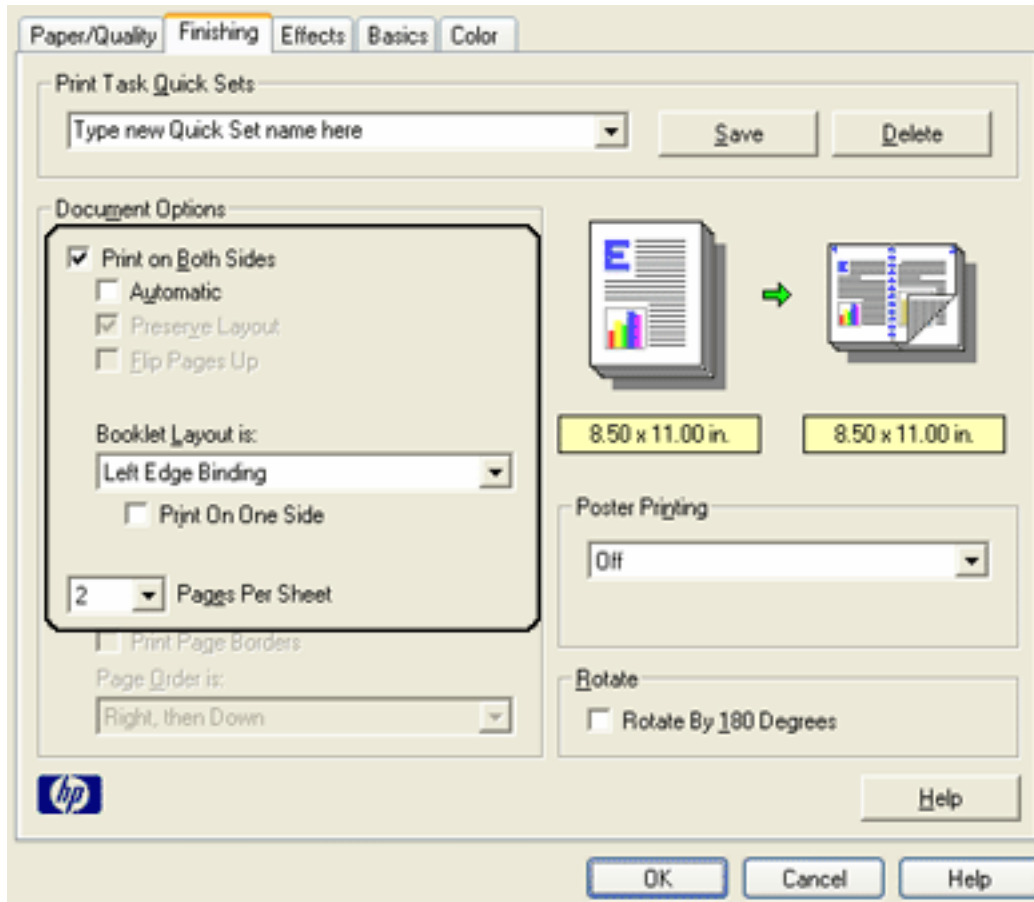 Paper/Quality Finishing Effects Basics Color
Print Task Quick Sets
Type new Quick Set name here
Save
Delete
Document Options
Print on Both Sides
Automatic
Preserve Layout
Flip Pages Up
Booklet Layout is:
Left Edge Binding
Print On One Side
2 Pages Per Sheet
Print Page Borders
Page Order is:
Right, then Down
E
E
8.50 x 11.00 in.
8.50 x 11.00 in.
Poster Printing
Off
Rotate
Rotate By 180 Degrees
hp
Help
OK Cancel Help